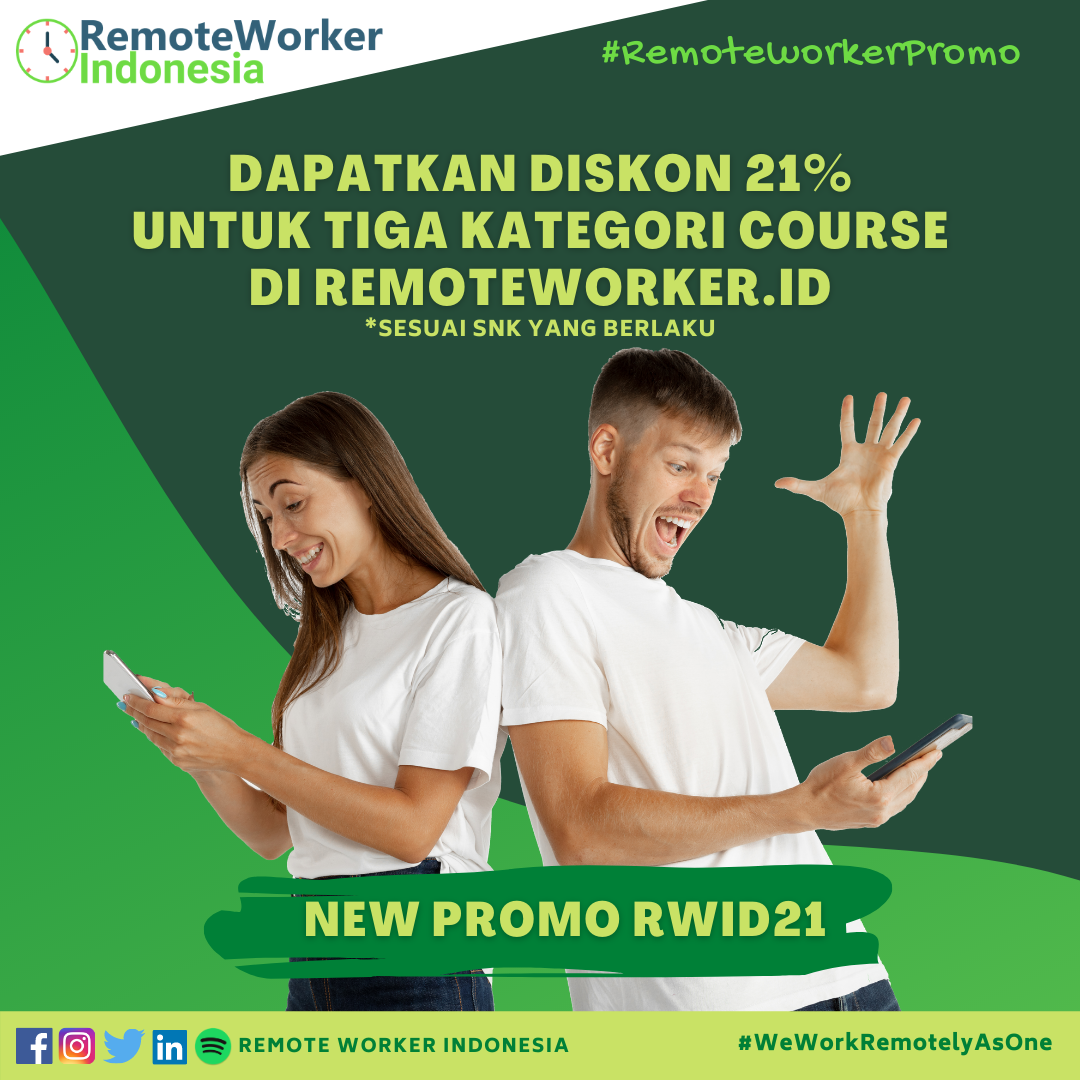 RemoteWorker
Indonesia
#RemoteworkerPromo
DAPATKAN DISKON 21%
UNTUK TIGA KATEGORI COURSE
DI REMOTEWORKER.ID
*SESUAI SNK YANG BERLAKU
NEW PROMO RWID21
REMOTE WORKER INDONESIA
#WeWorkRemotelyAsOne